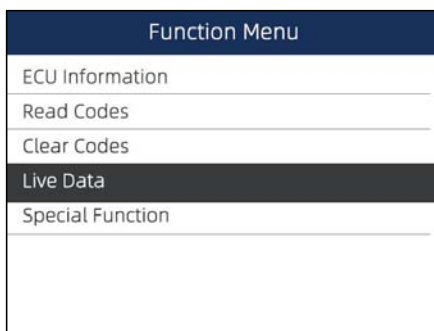 Function Menu
ECU Information
Read Codes
Clear Codes
Live Data
Special Function